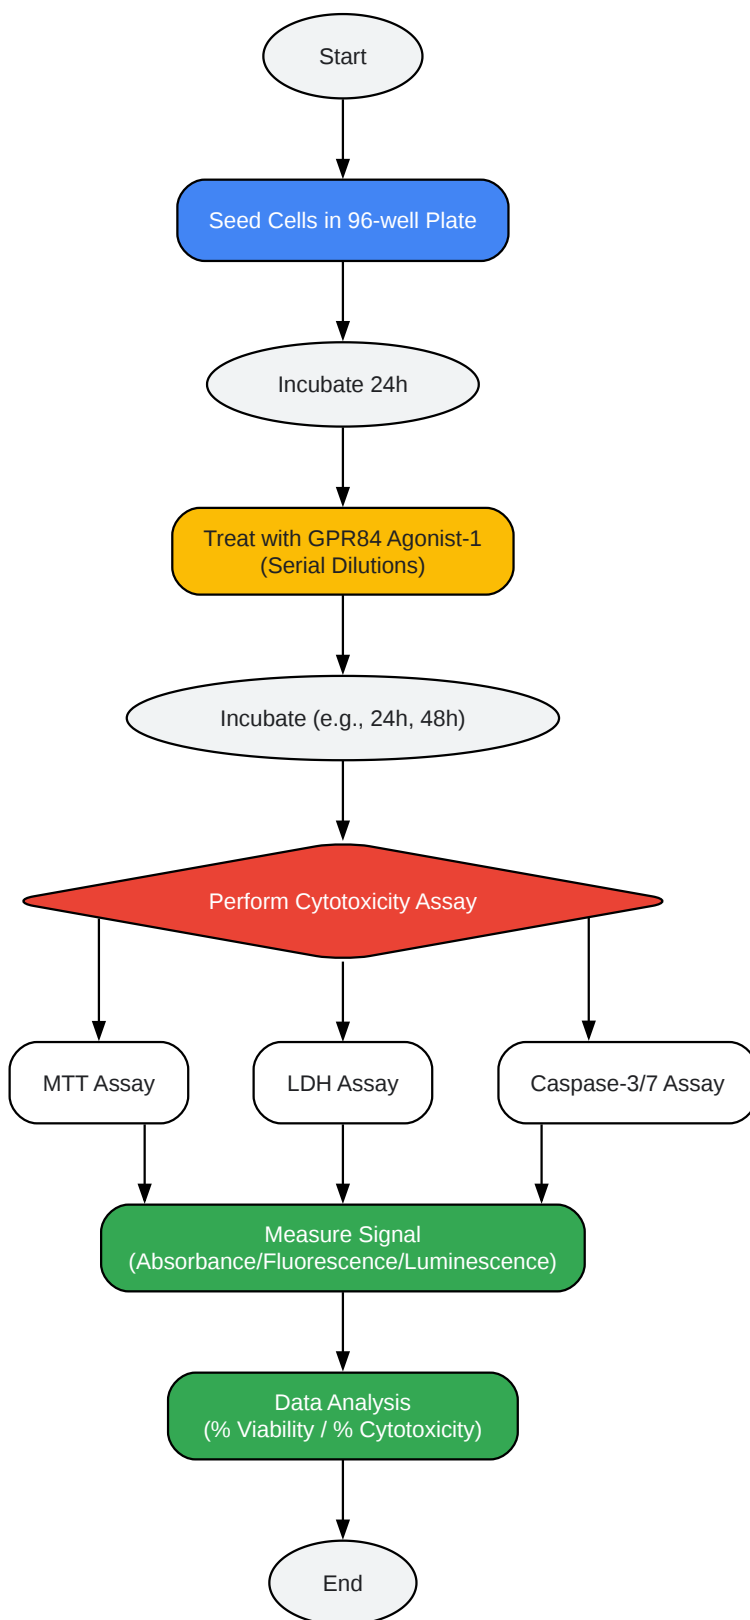 Start
Seed Cells in 96-well Plate
Incubate 24h
Treat with GPR84 Agonist-1
(Serial Dilutions)
Incubate (e.g., 24h, 48h)
Perform Cytotoxicity Assay
MTT Assay
LDH Assay
Caspase-3/7 Assay
Measure Signal
(Absorbance/Fluorescence/Luminescence)
Data Analysis
(% Viability / % Cytotoxicity)
End